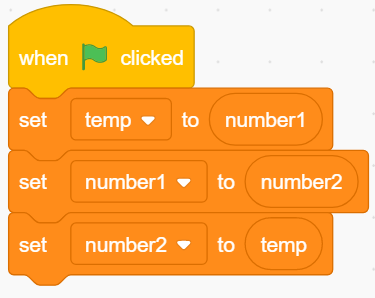 when clicked
set temp to number1
set number1 to number2
set number2 to temp